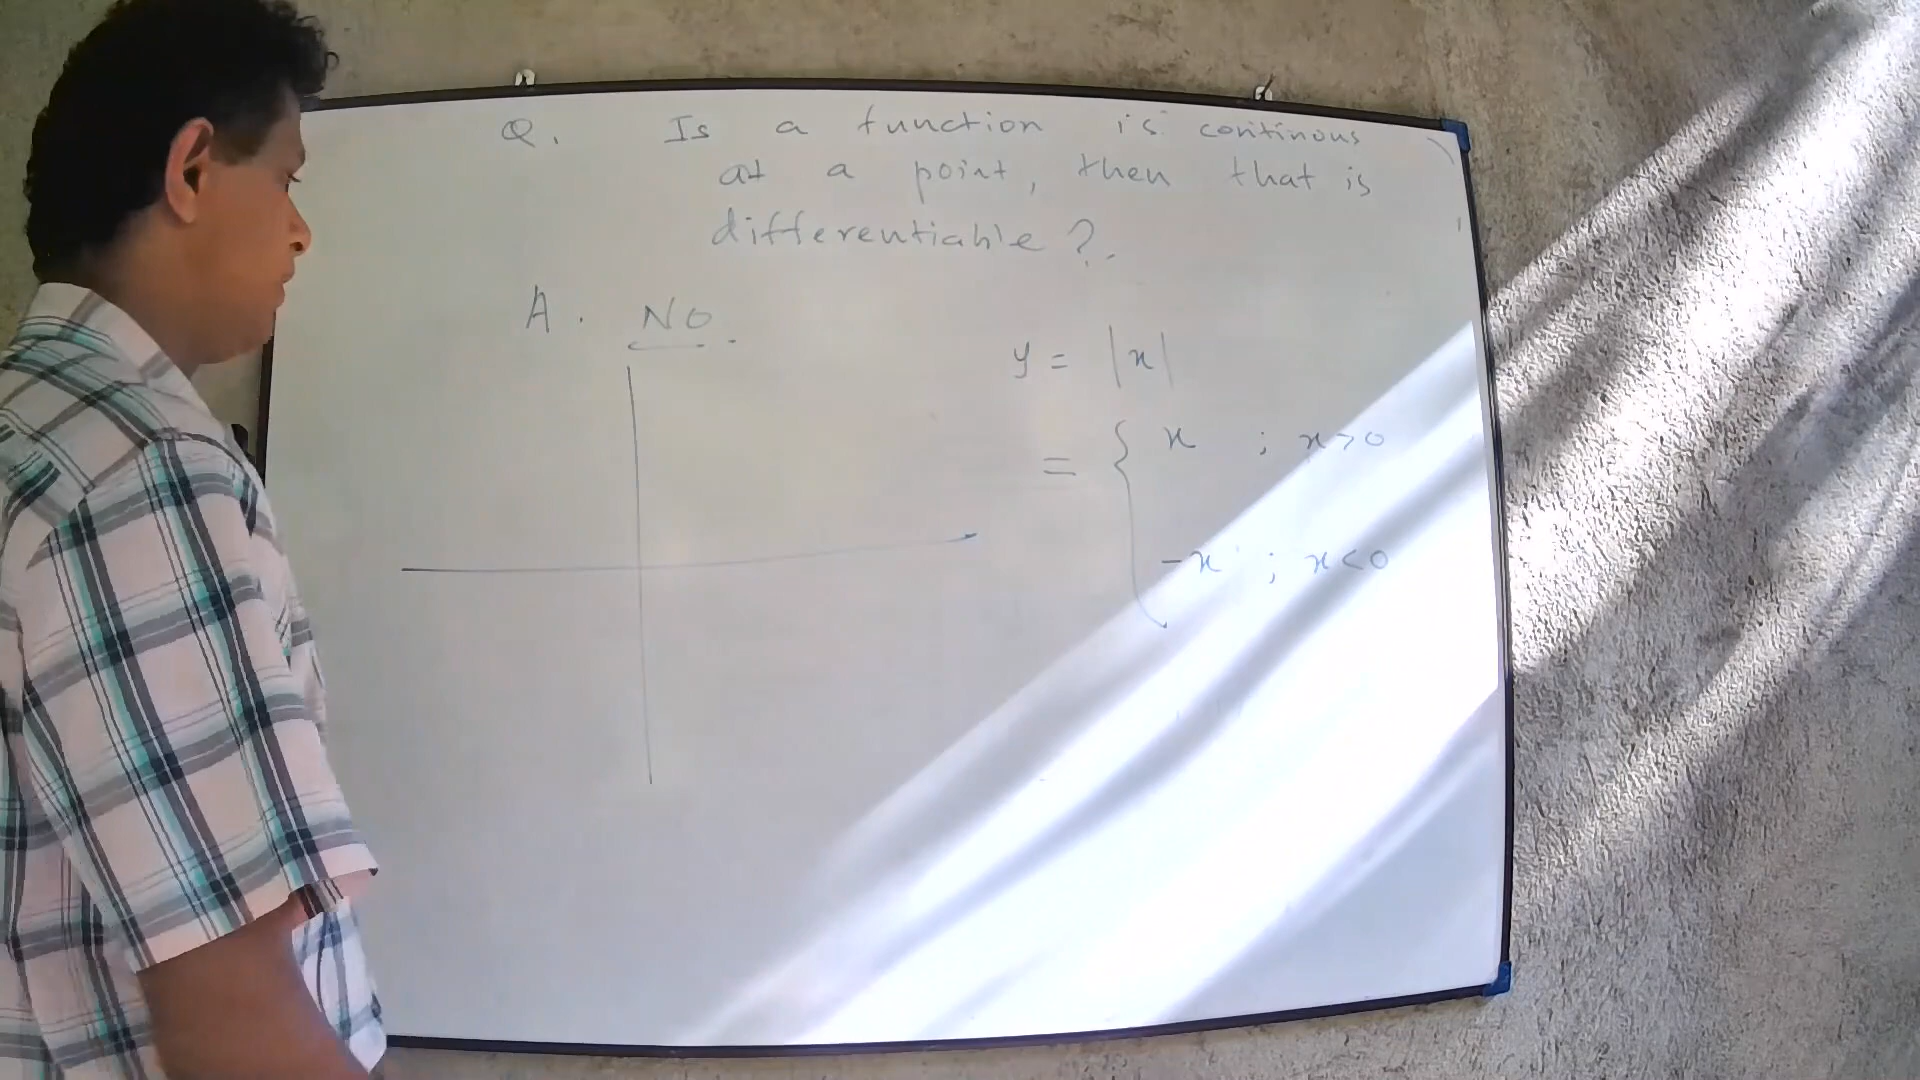 Q. Is a function is continous
at a point, then that is
differentiable?
A. NO.
y = |x|
= { x ; x>0
-x ; x<0